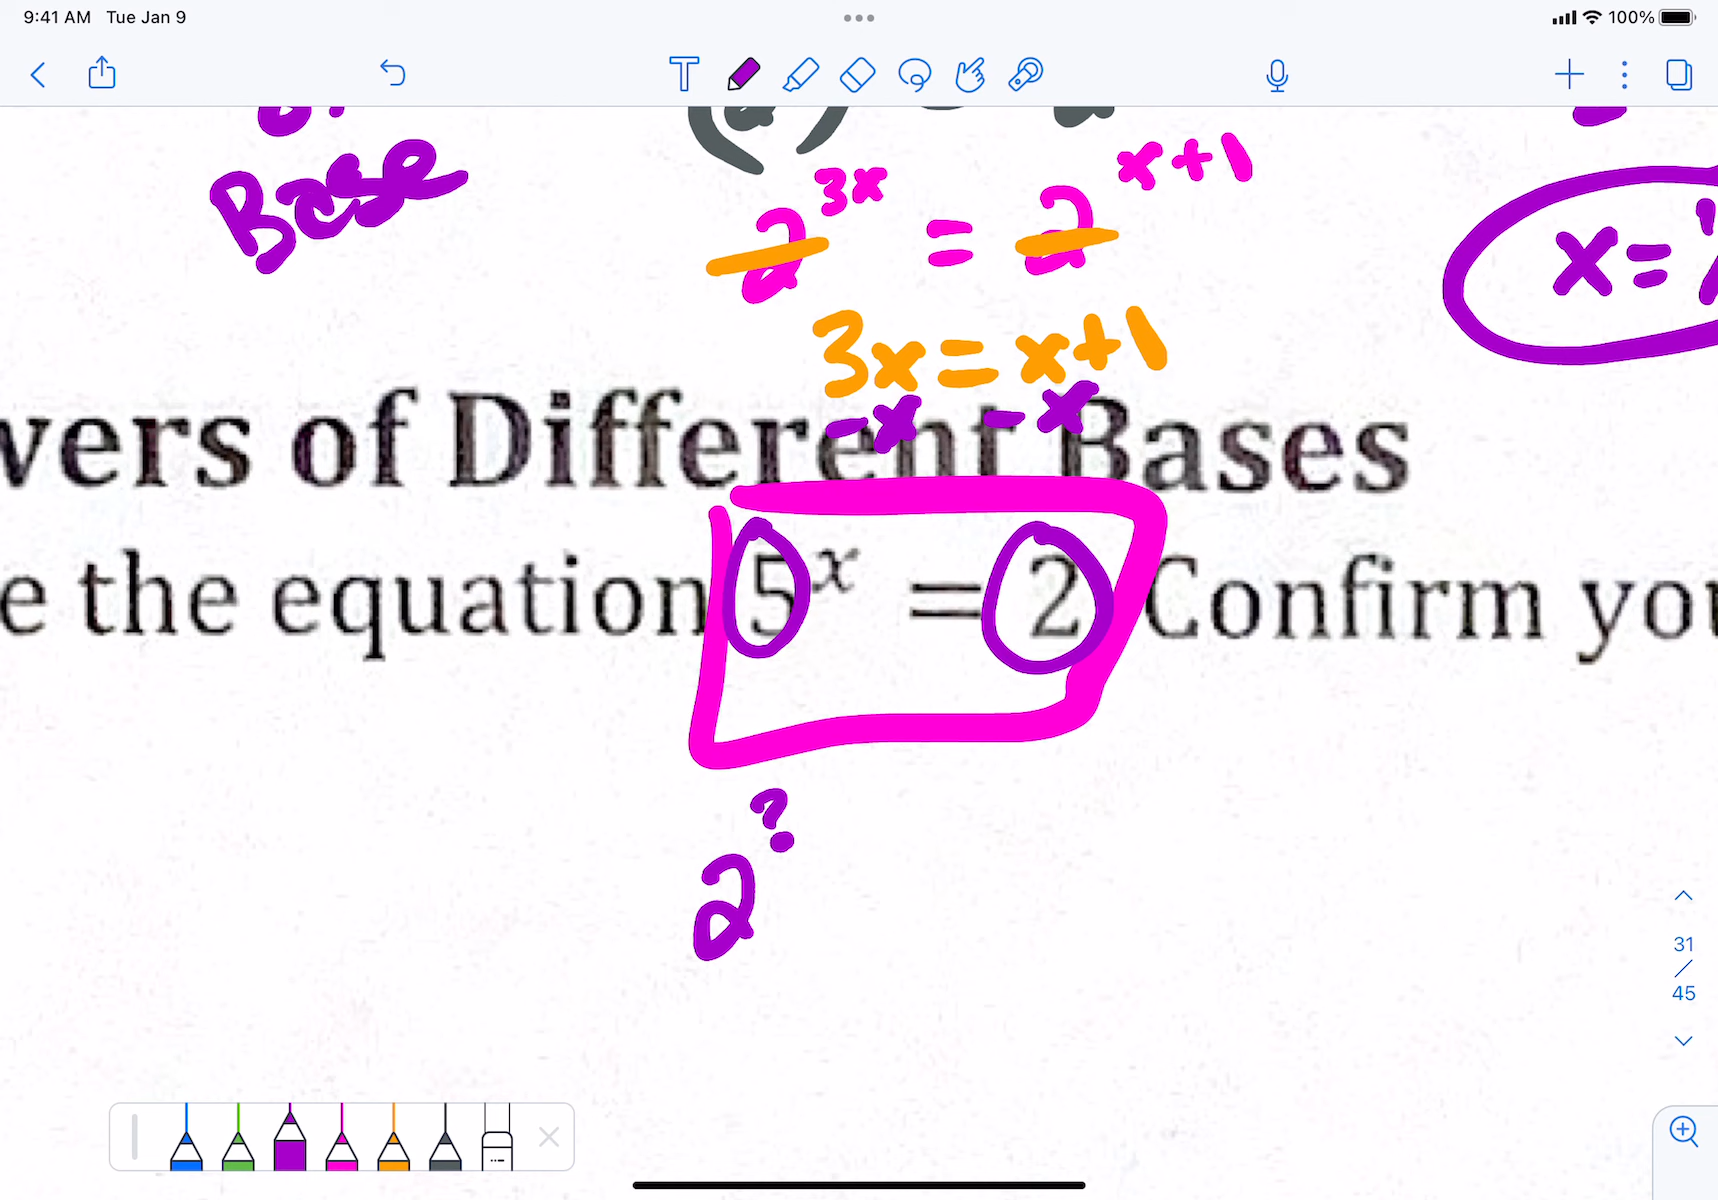 9:41 AM Tue Jan 9
100%
T
Base
2^3x = 2^x+1
x=
3x=x+1
-x -x
vers of Different Bases
e the equation 5^x = 2 Confirm you
2^?
31
/
45